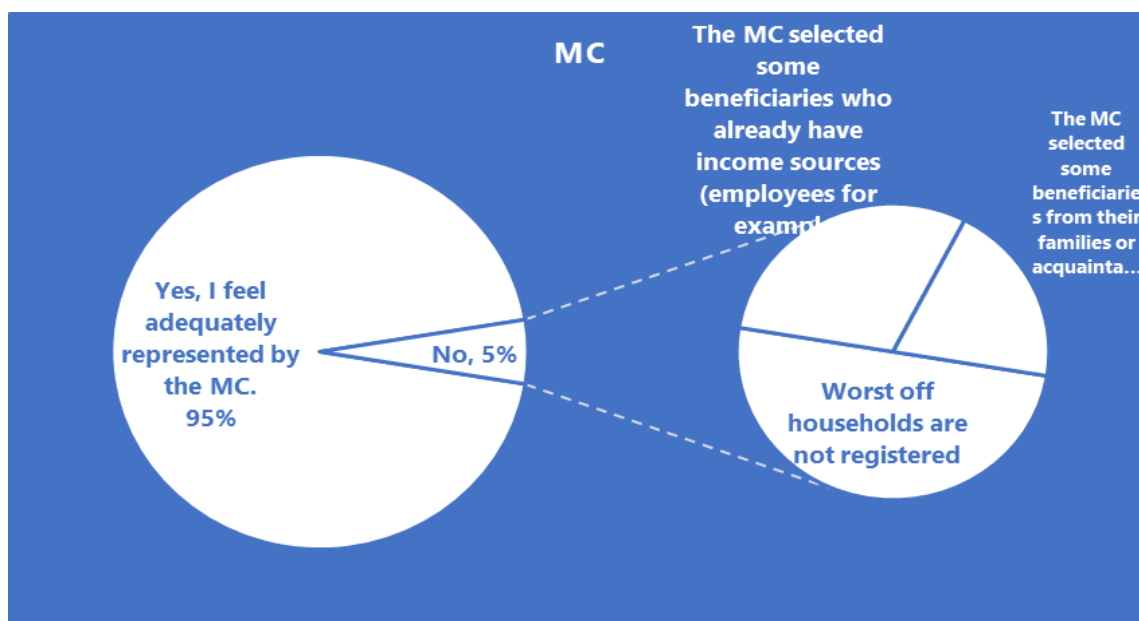 MC
Yes, I feel
adequately
represented by
the MC.
95%
No, 5%
The MC selected
some
beneficiaries who
already have
income sources
(employees for
exampl
The MC
selected
some
beneficiarie
s from their
families or
acquainta…
Worst off
households are
not registered